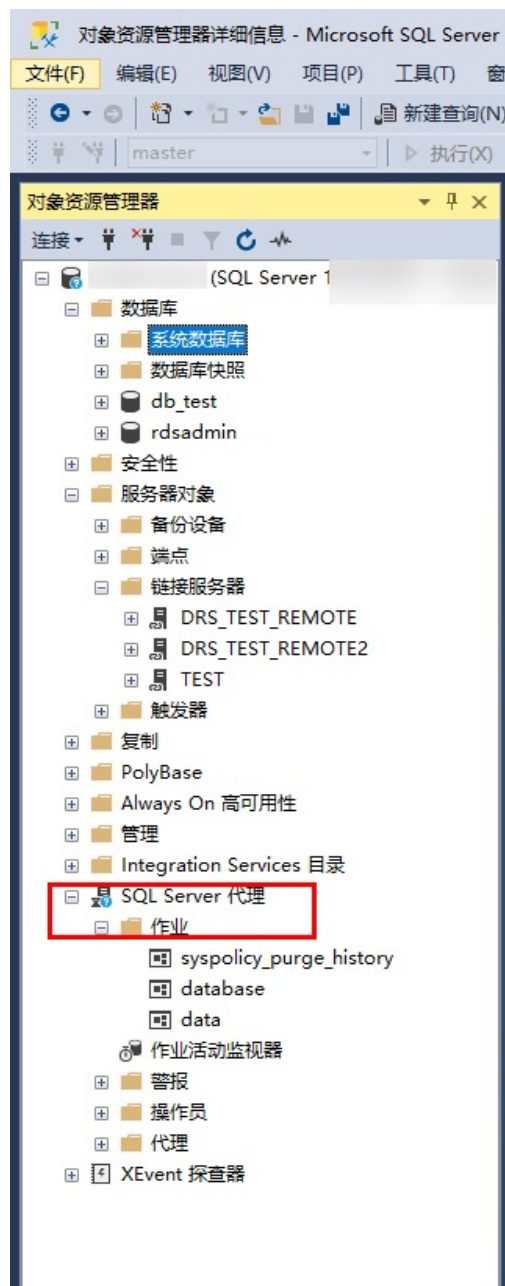 对象资源管理器详细信息 - Microsoft SQL Server
文件(F) 编辑(E) 视图(V) 项目(P) 工具(T) 窗
新建查询(N)
master 执行(X)
对象资源管理器
连接
(SQL Server 1
数据库
系统数据库
数据库快照
db_test
rdsadmin
安全性
服务器对象
备份设备
端点
链接服务器
DRS_TEST_REMOTE
DRS_TEST_REMOTE2
TEST
触发器
复制
PolyBase
Always On 高可用性
管理
Integration Services 目录
SQL Server 代理
作业
syspolicy_purge_history
database
data
作业活动监视器
警报
操作员
代理
XEvent 探查器